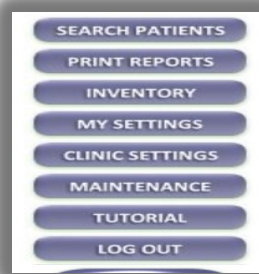 SEARCH PATIENTS
PRINT REPORTS
INVENTORY
MY SETTINGS
CLINIC SETTINGS
MAINTENANCE
TUTORIAL
LOG OUT